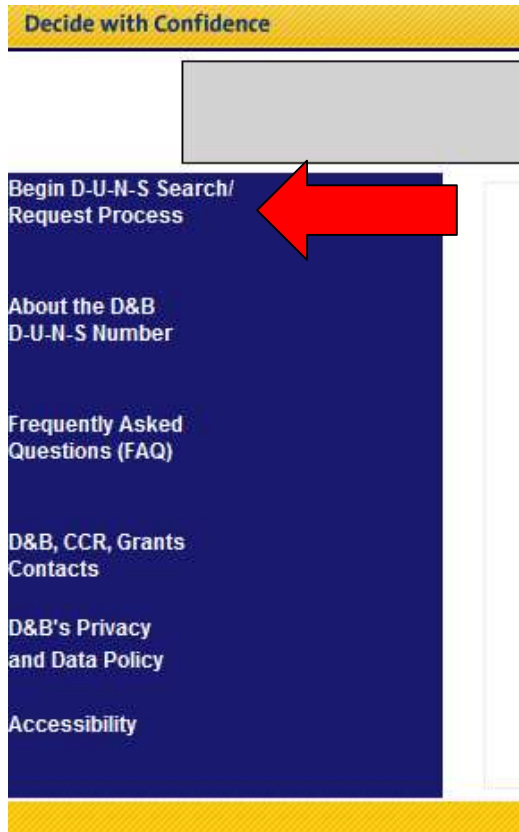 Decide with Confidence
Begin D-U-N-S Search/
Request Process
About the D&B
D-U-N-S Number
Frequently Asked
Questions (FAQ)
D&B, CCR, Grants
Contacts
D&B's Privacy
and Data Policy
Accessibility